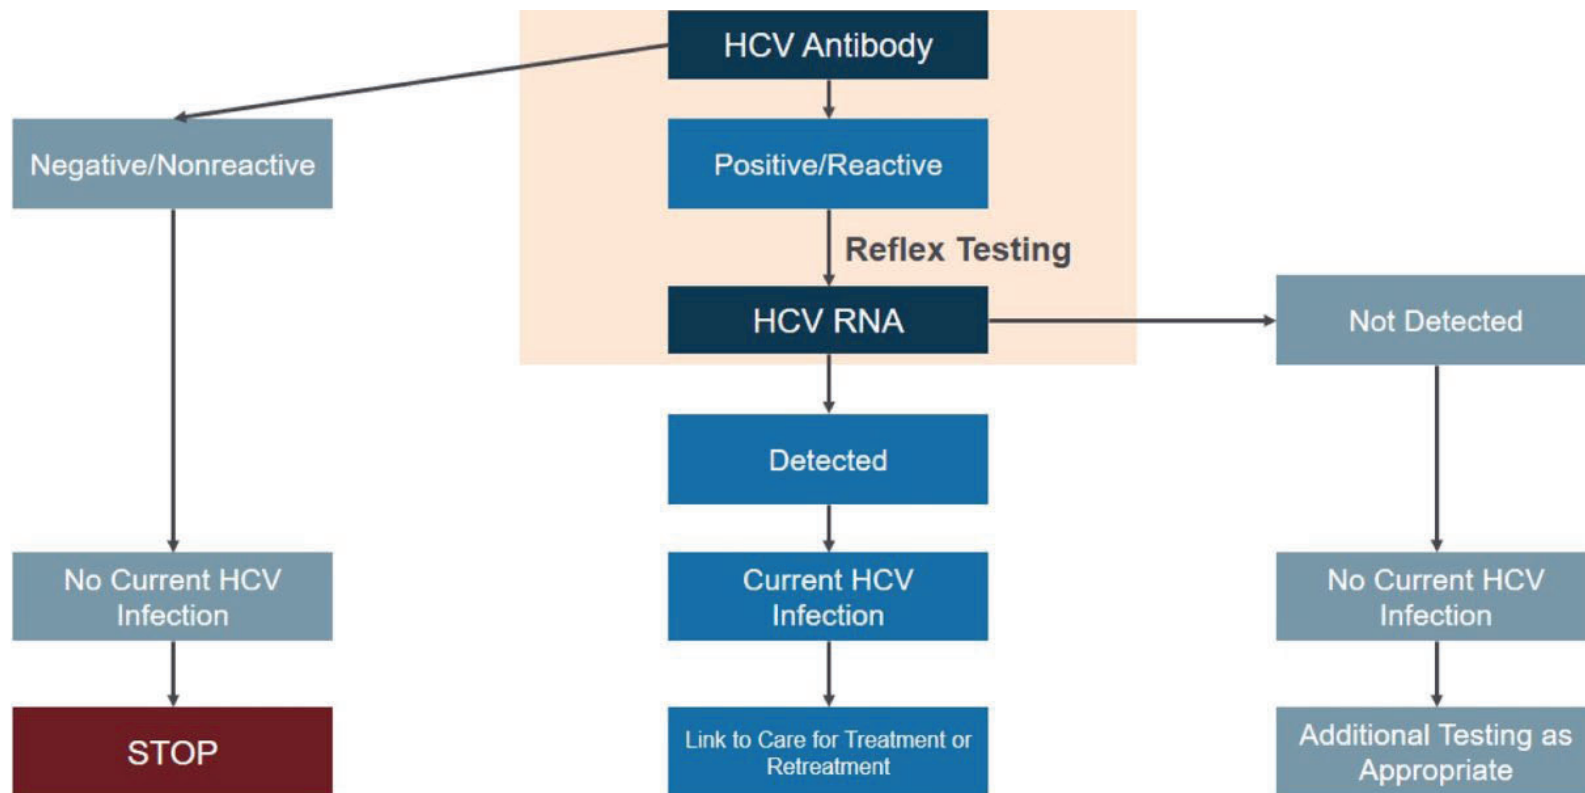 HCV Antibody
Negative/Nonreactive
Positive/Reactive
Reflex Testing
HCV RNA
Not Detected
Detected
No Current HCV
Infection
Current HCV
Infection
No Current HCV
Infection
STOP
Link to Care for Treatment or
Retreatment
Additional Testing as
Appropriate